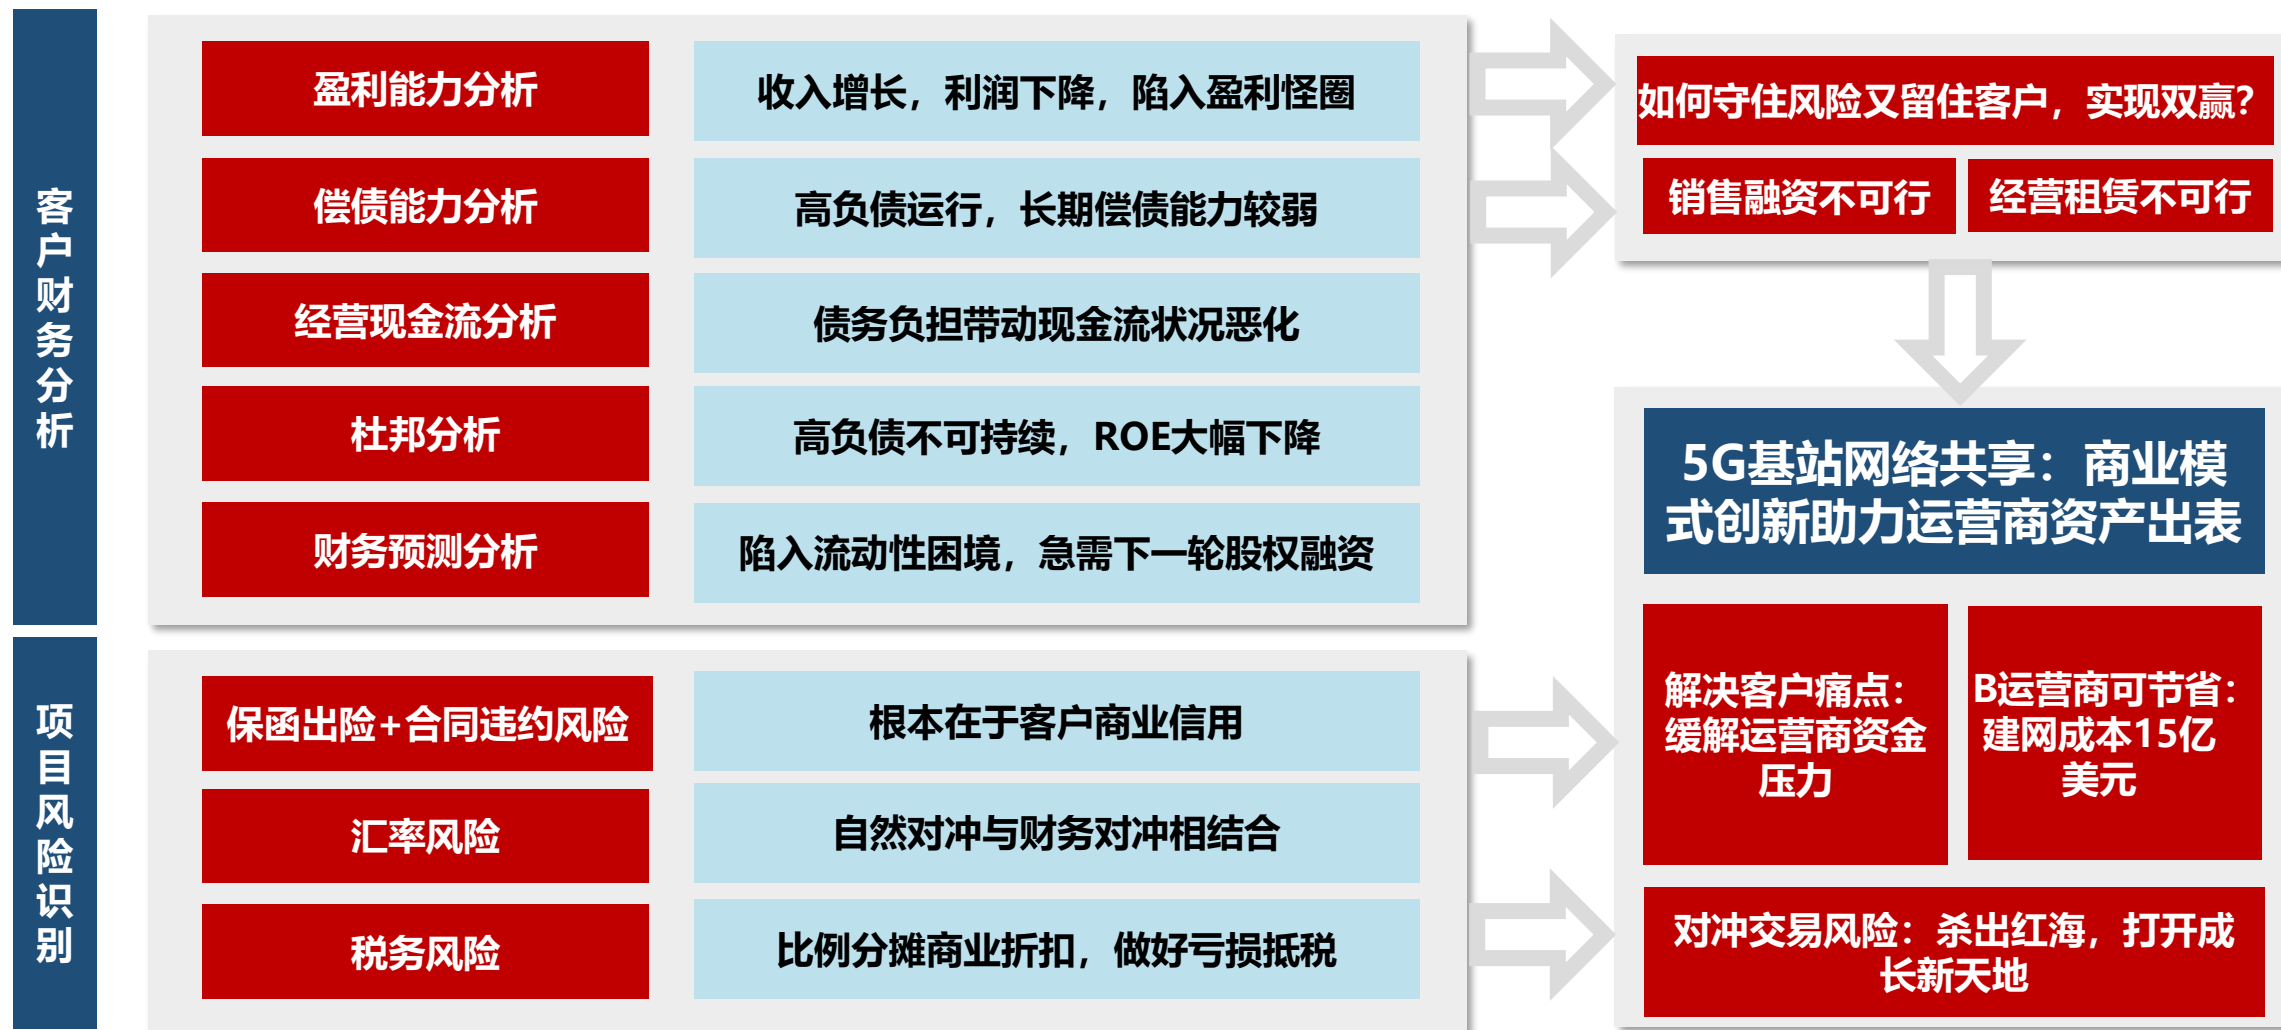 客户财务分析
盈利能力分析
收入增长，利润下降，陷入盈利怪圈
偿债能力分析
高负债运行，长期偿债能力较弱
经营现金流分析
债务负担带动现金流状况恶化
杜邦分析
高负债不可持续，ROE大幅下降
财务预测分析
陷入流动性困境，急需下一轮股权融资
项目风险识别
保函出险+合同违约风险
根本在于客户商业信用
汇率风险
自然对冲与财务对冲相结合
税务风险
比例分摊商业折扣，做好亏损抵税
如何守住风险又留住客户，实现双赢？
销售融资不可行
经营租赁不可行
5G基站网络共享：商业模
式创新助力运营商资产出表
解决客户痛点：
缓解运营商资金
压力
B运营商可节省：
建网成本15亿
美元
对冲交易风险：杀出红海，打开成
长新天地